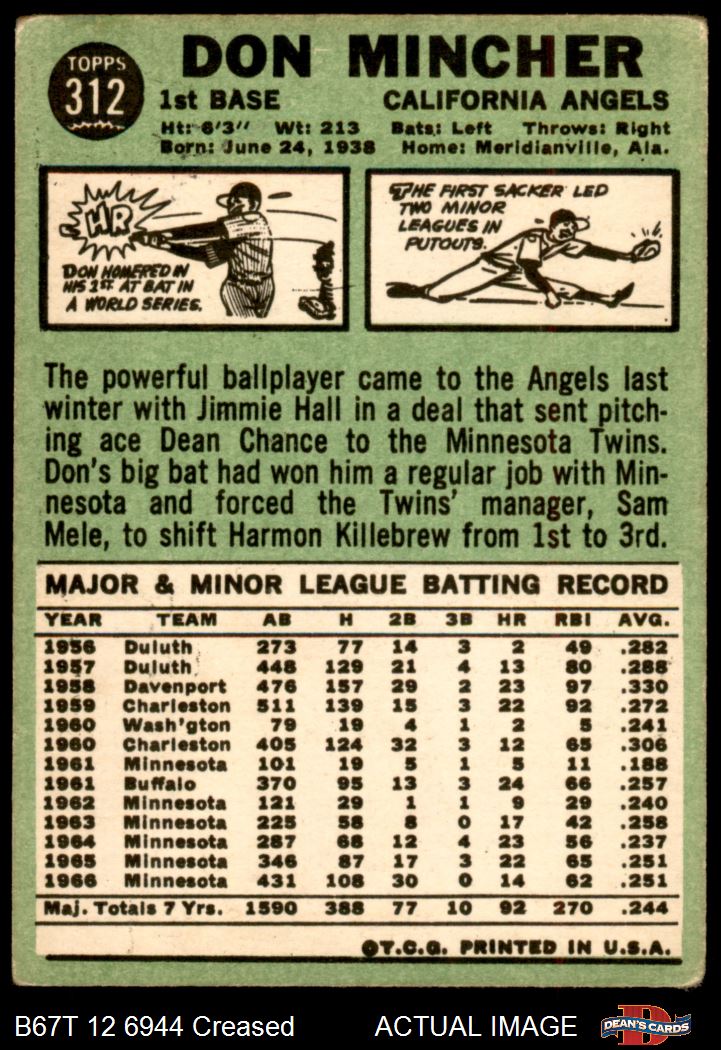 TOPPS
312
DON MINCHER
1st BASE CALIFORNIA ANGELS
Ht: 6'3" Wt: 213 Bats: Left Throws: Right
Born: June 24, 1938 Home: Meridianville, Ala.
HR
DON HOMERED IN
HIS 1ST AT BAT IN
A WORLD SERIES.
THE FIRST SACKER LED
TWO MINOR
LEAGUES IN
PUTOUTS.
The powerful ballplayer came to the Angels last
winter with Jimmie Hall in a deal that sent pitch-
ing ace Dean Chance to the Minnesota Twins.
Don's big bat had won him a regular job with Min-
nesota and forced the Twins' manager, Sam
Mele, to shift Harmon Killebrew from 1st to 3rd.
MAJOR & MINOR LEAGUE BATTING RECORD
YEAR TEAM AB H 2B 3B HR RBI AVG.
1956 Duluth 273 77 14 3 2 49 .282
1957 Duluth 448 129 21 4 13 80 .288
1958 Davenport 476 157 29 2 23 97 .330
1959 Charleston 511 139 15 3 22 92 .272
1960 Wash'gton 79 19 4 1 2 5 .241
1960 Charleston 405 124 32 3 12 65 .306
1961 Minnesota 101 19 5 1 5 11 .188
1961 Buffalo 370 95 13 3 24 66 .257
1962 Minnesota 121 29 1 1 9 29 .240
1963 Minnesota 225 58 8 0 17 42 .258
1964 Minnesota 287 68 12 4 23 56 .237
1965 Minnesota 346 87 17 3 22 65 .251
1966 Minnesota 431 108 30 0 14 62 .251
Maj. Totals 7 Yrs. 1590 388 77 10 92 270 .244
©T.C.G. PRINTED IN U.S.A.
B67T 12 6944 Creased ACTUAL IMAGE
D
DEAN'S CARDS